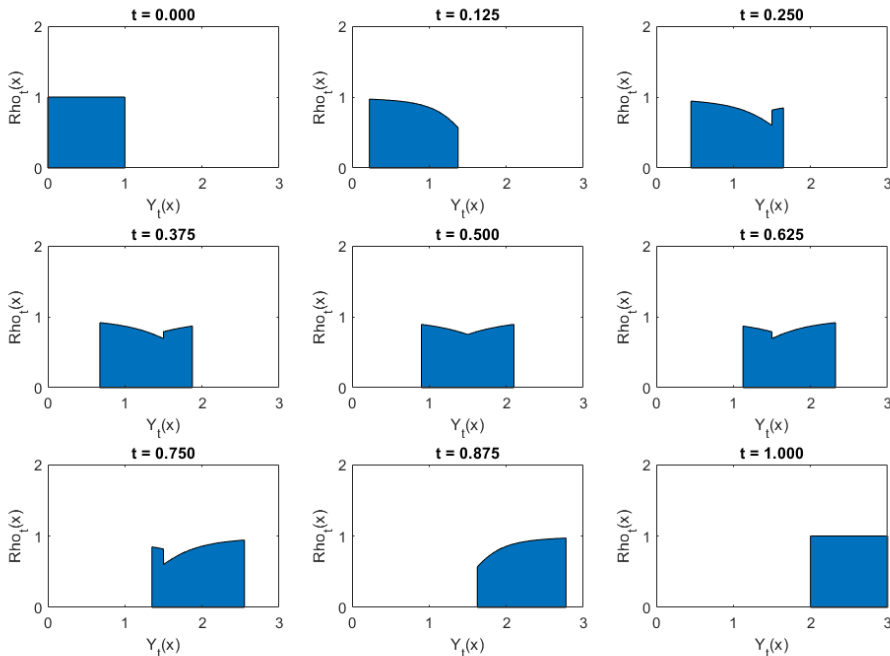 t = 0.000
2
1
0
Rho_t(x)
0 1 2 3
Y_t(x)
t = 0.125
2
1
0
Rho_t(x)
0 1 2 3
Y_t(x)
t = 0.250
2
1
0
Rho_t(x)
0 1 2 3
Y_t(x)
t = 0.375
2
1
0
Rho_t(x)
0 1 2 3
Y_t(x)
t = 0.500
2
1
0
Rho_t(x)
0 1 2 3
Y_t(x)
t = 0.625
2
1
0
Rho_t(x)
0 1 2 3
Y_t(x)
t = 0.750
2
1
0
Rho_t(x)
0 1 2 3
Y_t(x)
t = 0.875
2
1
0
Rho_t(x)
0 1 2 3
Y_t(x)
t = 1.000
2
1
0
Rho_t(x)
0 1 2 3
Y_t(x)